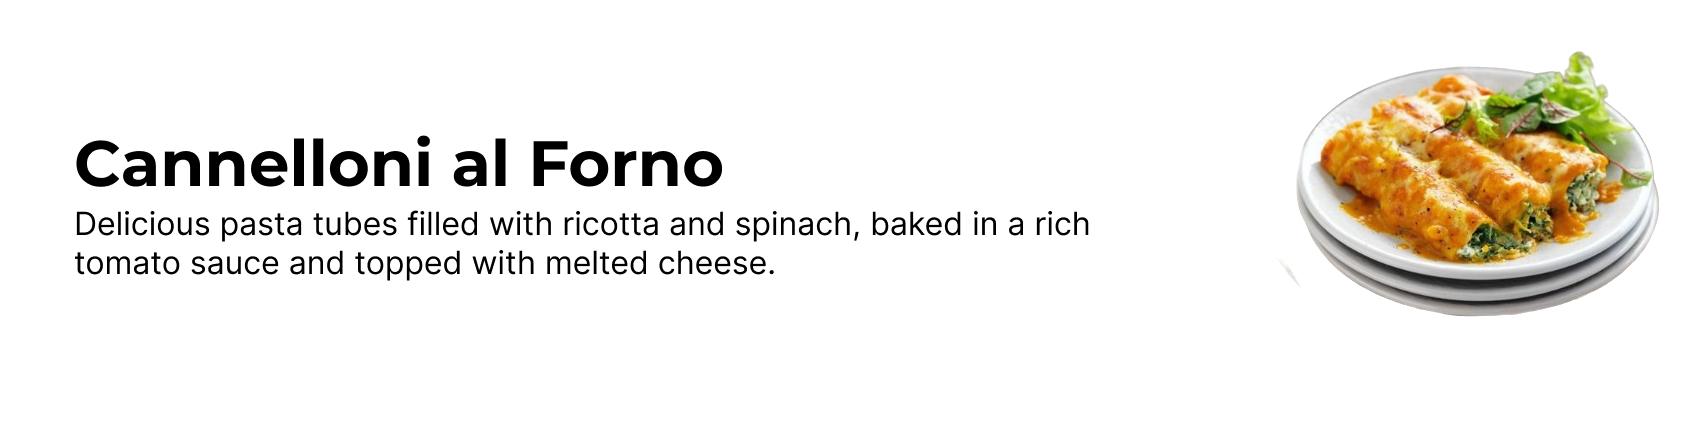 Cannelloni al Forno
Delicious pasta tubes filled with ricotta and spinach, baked in a rich
tomato sauce and topped with melted cheese.